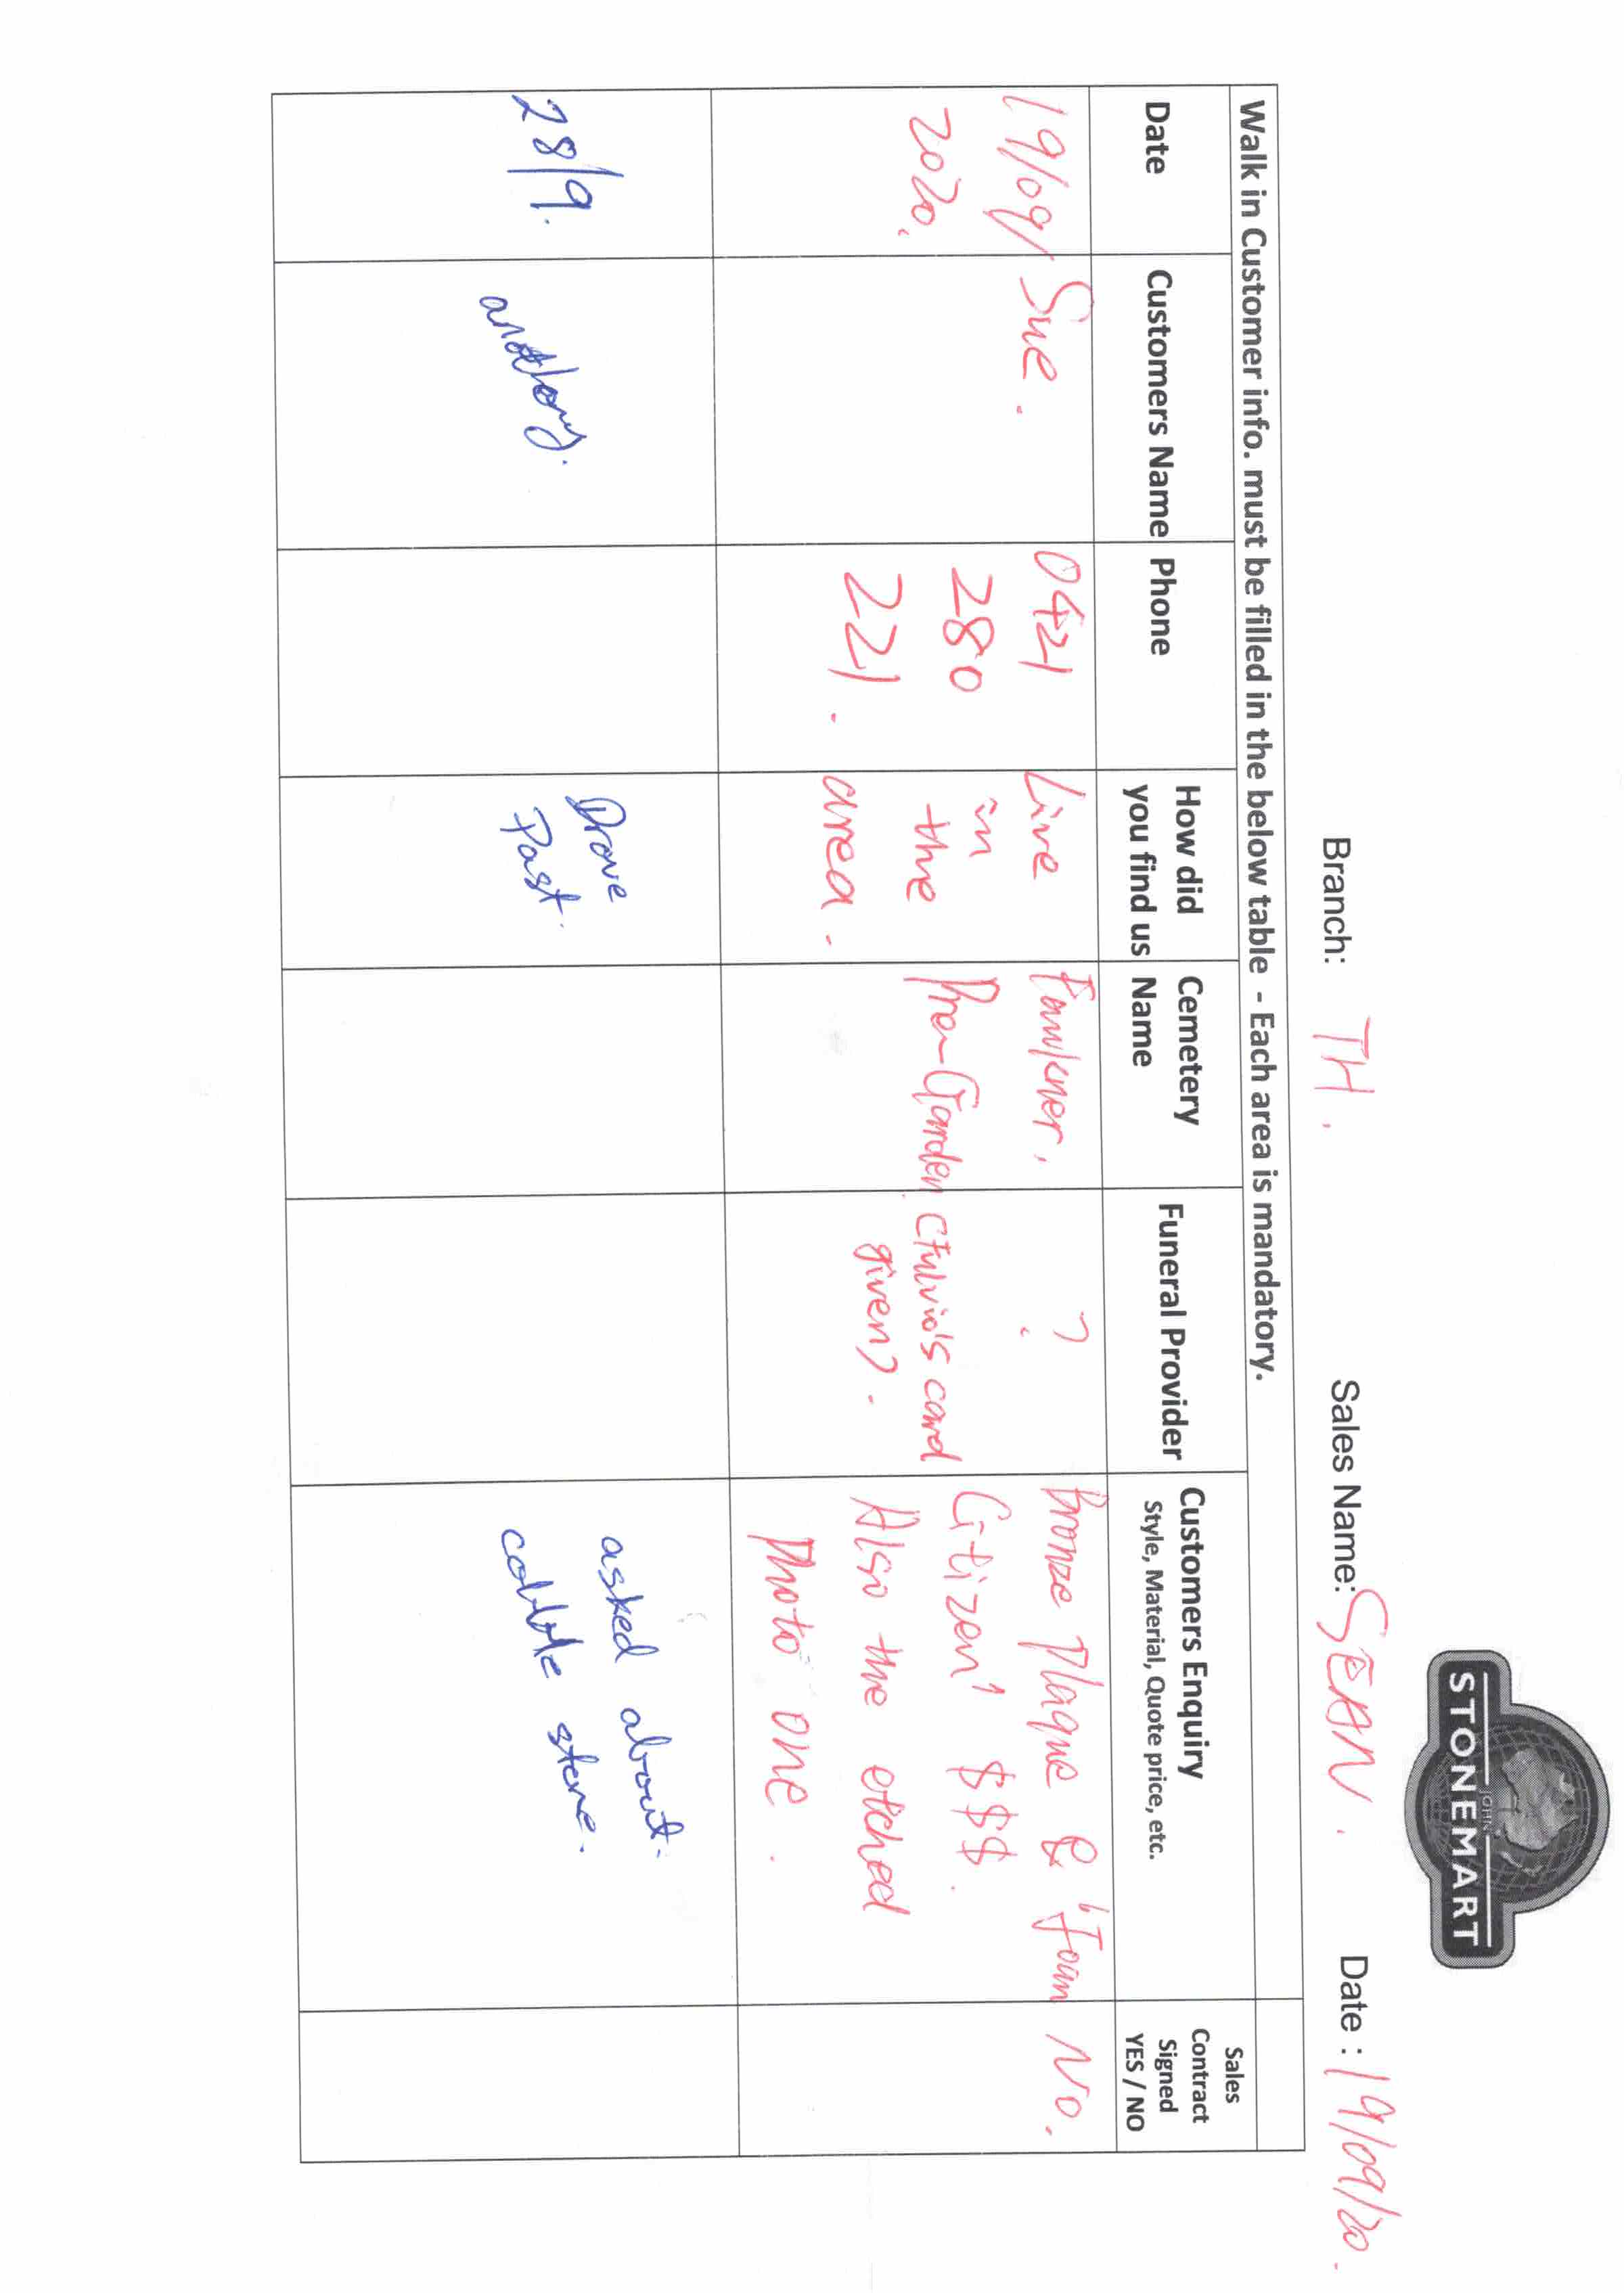 JOHN
STONEMART
Branch: TH.
Sales Name: SEAN.
Date : 19/09/20.
Walk in Customer info. must be filled in the below table - Each area is mandatory.
Date
Customers Name
Phone
How did
you find us
Cemetery
Name
Funeral Provider
Customers Enquiry
Style, Material, Quote price, etc.
Sales
Contract
Signed
YES / NO
19/09/
2020.
Sue.
0421
280
221.
Live
in
the
area.
Fawkner,
Garden
?
(Fulvio's card
given).
Bronze Plaque & 'Joan
Citizen' $$$.
Also the etched
Photo one.
No.
28/9.
anthony.
Drove
Past.
asked about
cobble stone.